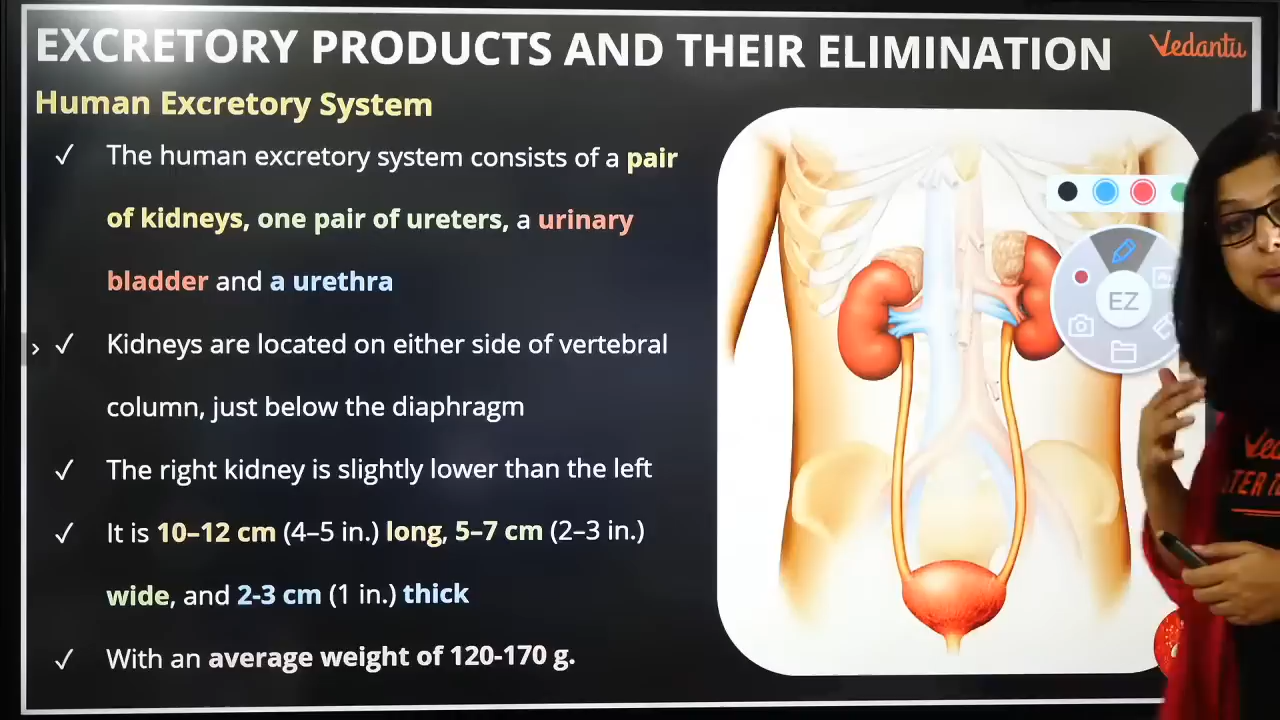 EXCRETORY PRODUCTS AND THEIR ELIMINATION
Vedantu
Human Excretory System
✓ The human excretory system consists of a pair
of kidneys, one pair of ureters, a urinary
bladder and a urethra
› ✓ Kidneys are located on either side of vertebral
column, just below the diaphragm
✓ The right kidney is slightly lower than the left
✓ It is 10–12 cm (4–5 in.) long, 5–7 cm (2–3 in.)
wide, and 2-3 cm (1 in.) thick
✓ With an average weight of 120-170 g.
EZ